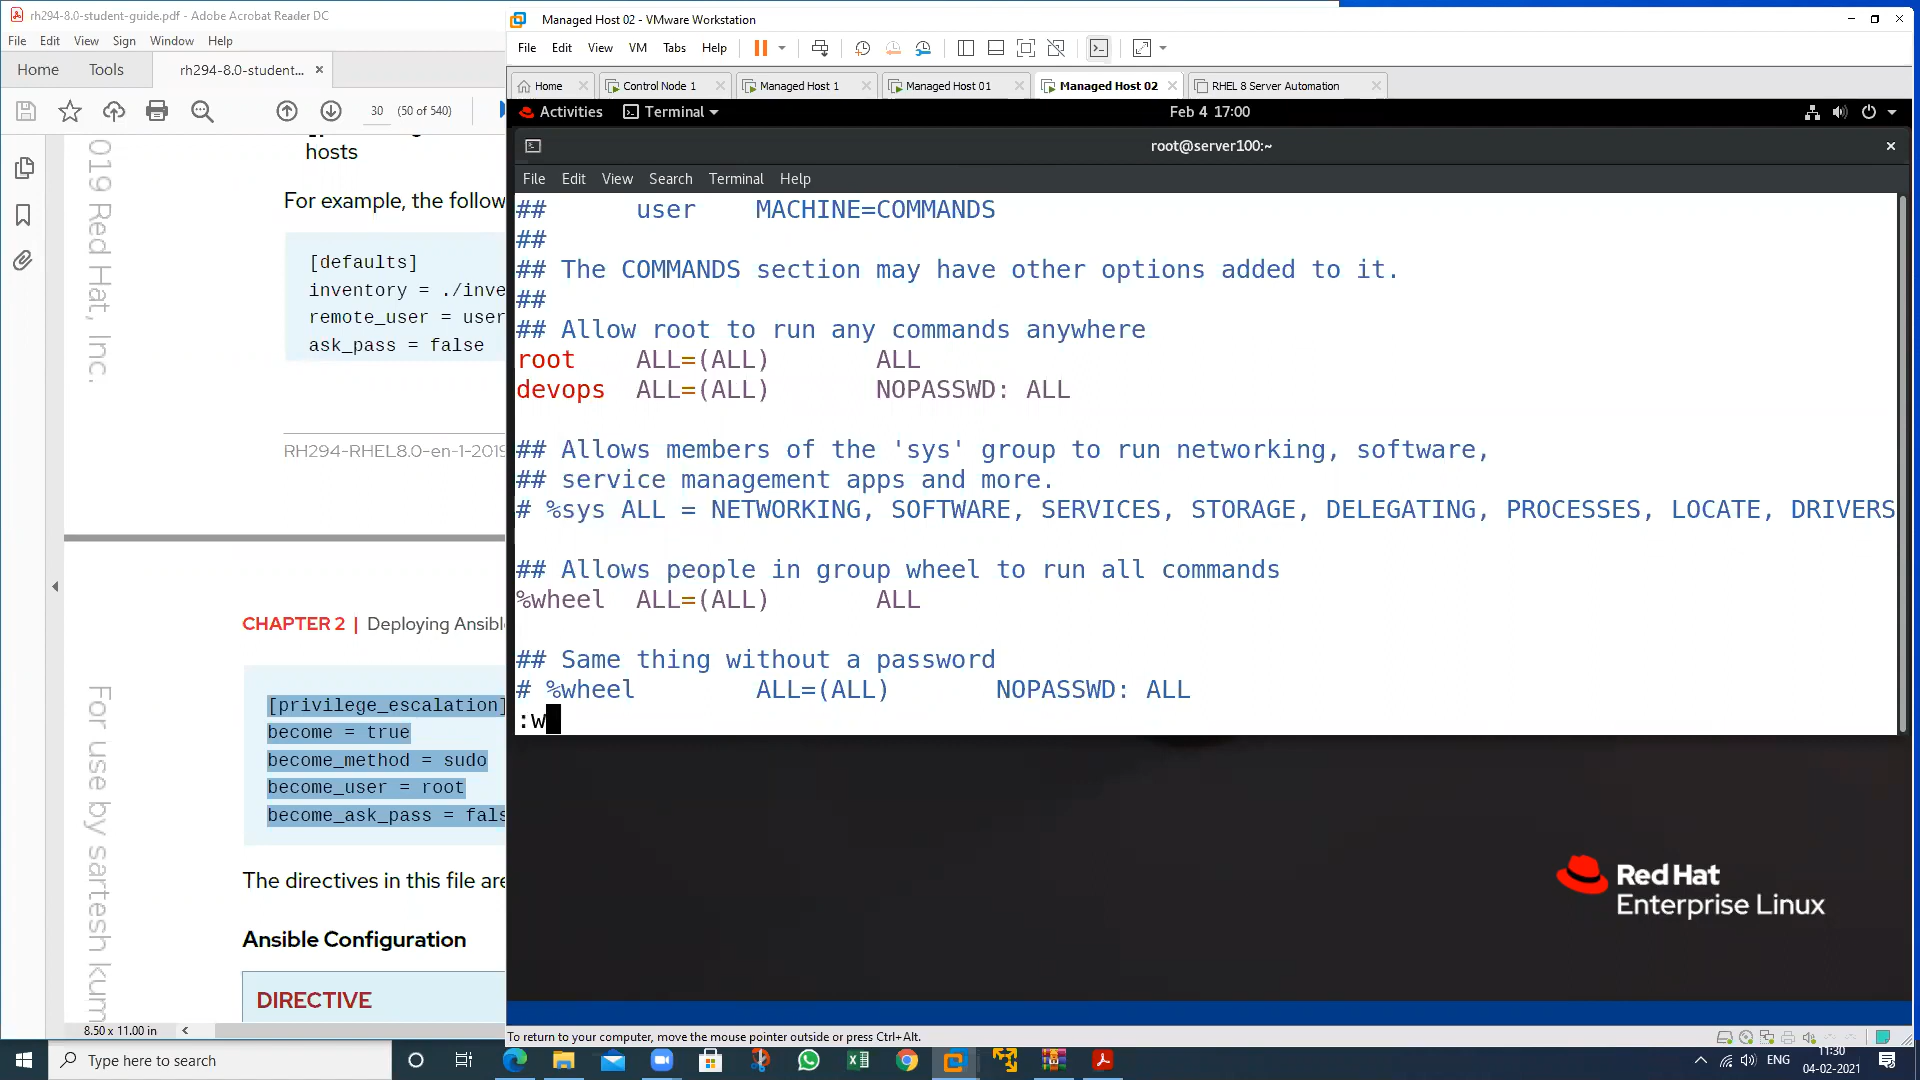 rh294-8.0-student-guide.pdf - Adobe Acrobat Reader DC
File Edit View Sign Window Help
Home Tools rh294-8.0-student... ×
30 (50 of 540)
hosts
For example, the follow
[defaults]
inventory = ./inve
remote_user = user
ask_pass = false
RH294-RHEL8.0-en-1-2019
019 Red Hat, Inc.
For use by sartesh kum
CHAPTER 2 | Deploying Ansibl
[privilege_escalation]
become = true
become_method = sudo
become_user = root
become_ask_pass = fals
The directives in this file are
Ansible Configuration
DIRECTIVE
8.50 x 11.00 in
Managed Host 02 - VMware Workstation
File Edit View VM Tabs Help
Home Control Node 1 Managed Host 1 Managed Host 01 Managed Host 02 RHEL 8 Server Automation
Activities Terminal Feb 4 17:00
root@server100:~
File Edit View Search Terminal Help
## user MACHINE=COMMANDS
##
## The COMMANDS section may have other options added to it.
##
## Allow root to run any commands anywhere
root ALL=(ALL) ALL
devops ALL=(ALL) NOPASSWD: ALL
## Allows members of the 'sys' group to run networking, software,
## service management apps and more.
# %sys ALL = NETWORKING, SOFTWARE, SERVICES, STORAGE, DELEGATING, PROCESSES, LOCATE, DRIVERS
## Allows people in group wheel to run all commands
%wheel ALL=(ALL) ALL
## Same thing without a password
# %wheel ALL=(ALL) NOPASSWD: ALL
:w
Red Hat
Enterprise Linux
To return to your computer, move the mouse pointer outside or press Ctrl+Alt.
Type here to search
ENG
11:30
04-02-2021